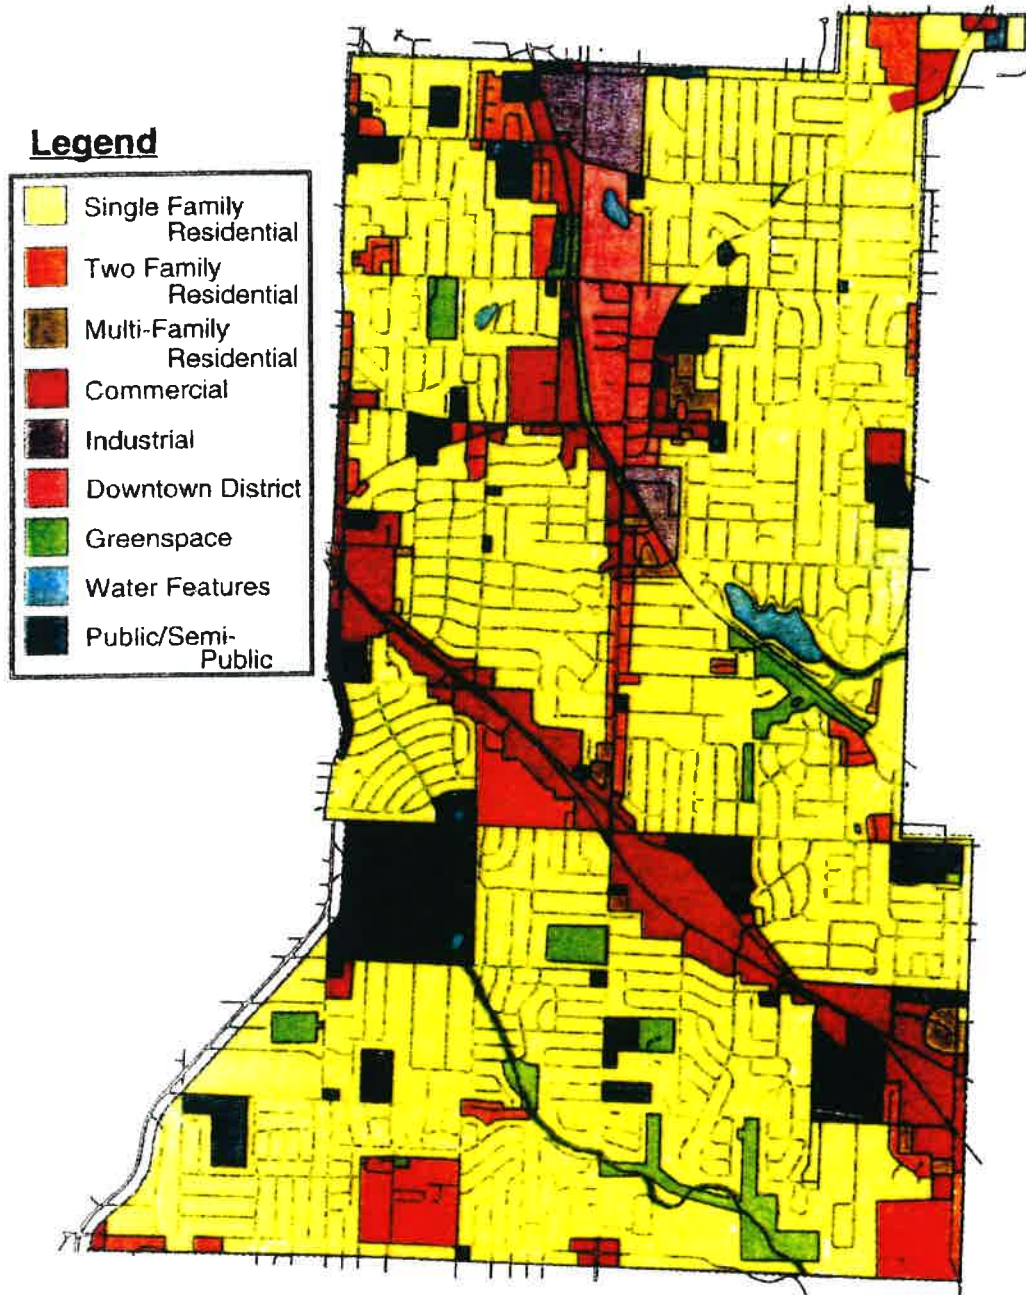 Legend
Single Family
Residential
Two Family
Residential
Multi-Family
Residential
Commercial
Industrial
Downtown District
Greenspace
Water Features
Public/Semi-
Public